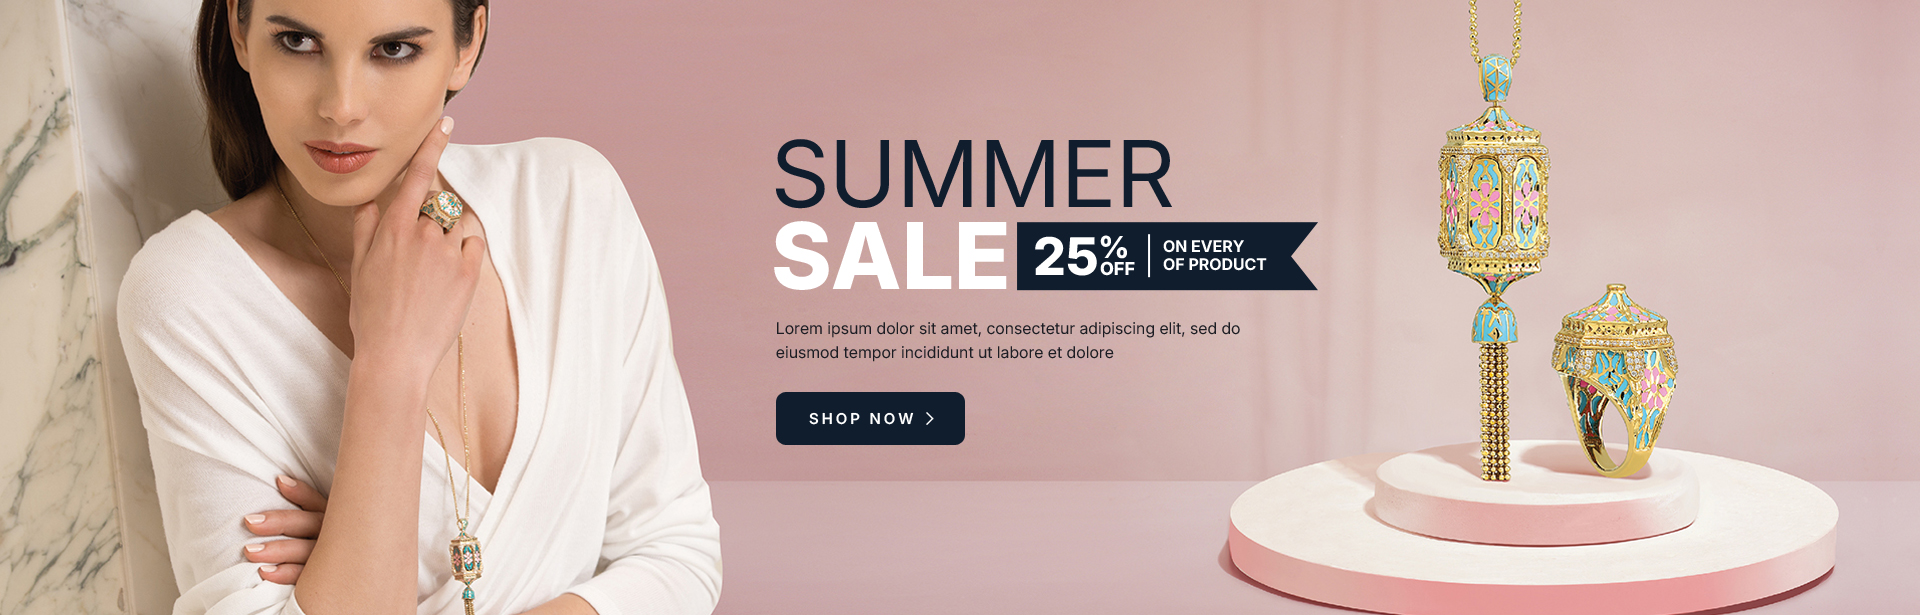 SUMMER
SALE
25% OFF
ON EVERY
OF PRODUCT
Lorem ipsum dolor sit amet, consectetur adipiscing elit, sed do
eiusmod tempor incididunt ut labore et dolore
SHOP NOW